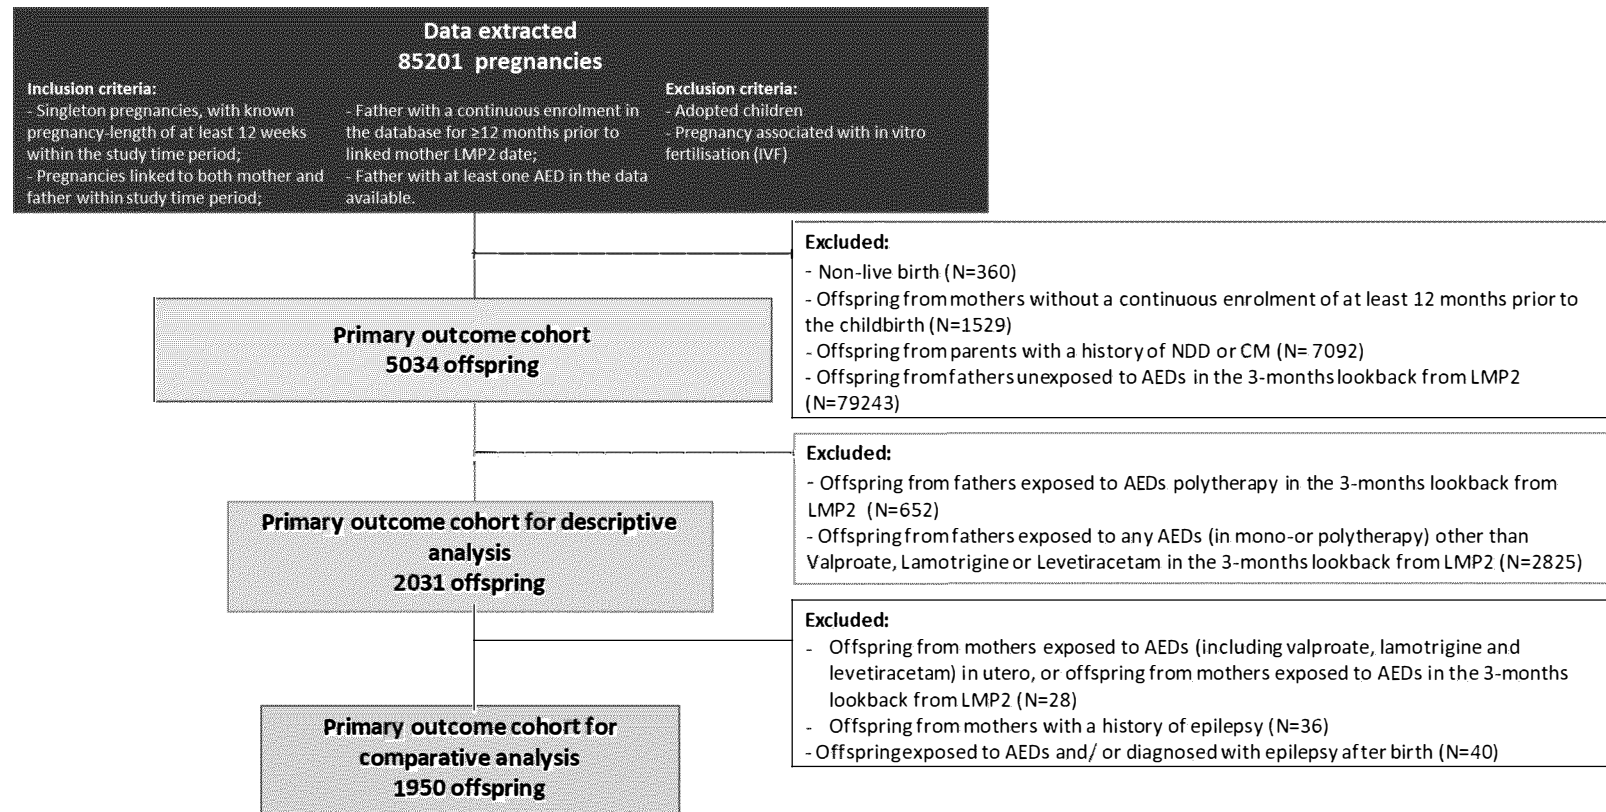 Data extracted
85201 pregnancies
Inclusion criteria:
- Singleton pregnancies, with known
pregnancy-length of at least 12 weeks
within the study time period;
- Pregnancies linked to both mother and
father within study time period;
- Father with a continuous enrolment in
the database for ≥12 months prior to
linked mother LMP2 date;
- Father with at least one AED in the data
available.
Exclusion criteria:
- Adopted children
- Pregnancy associated with in vitro
fertilisation (IVF)
Excluded:
- Non-live birth (N=360)
- Offspring from mothers without a continuous enrolment of at least 12 months prior to
the childbirth (N=1529)
- Offspring from parents with a history of NDD or CM (N= 7092)
- Offspring from fathers unexposed to AEDs in the 3-months lookback from LMP2
(N=79243)
Primary outcome cohort
5034 offspring
Excluded:
- Offspring from fathers exposed to AEDs polytherapy in the 3-months lookback from
LMP2 (N=652)
- Offspring from fathers exposed to any AEDs (in mono-or polytherapy) other than
Valproate, Lamotrigine or Levetiracetam in the 3-months lookback from LMP2 (N=2825)
Primary outcome cohort for descriptive
analysis
2031 offspring
Excluded:
- Offspring from mothers exposed to AEDs (including valproate, lamotrigine and
levetiracetam) in utero, or offspring from mothers exposed to AEDs in the 3-months
lookback from LMP2 (N=28)
- Offspring from mothers with a history of epilepsy (N=36)
- Offspring exposed to AEDs and/ or diagnosed with epilepsy after birth (N=40)
Primary outcome cohort for
comparative analysis
1950 offspring